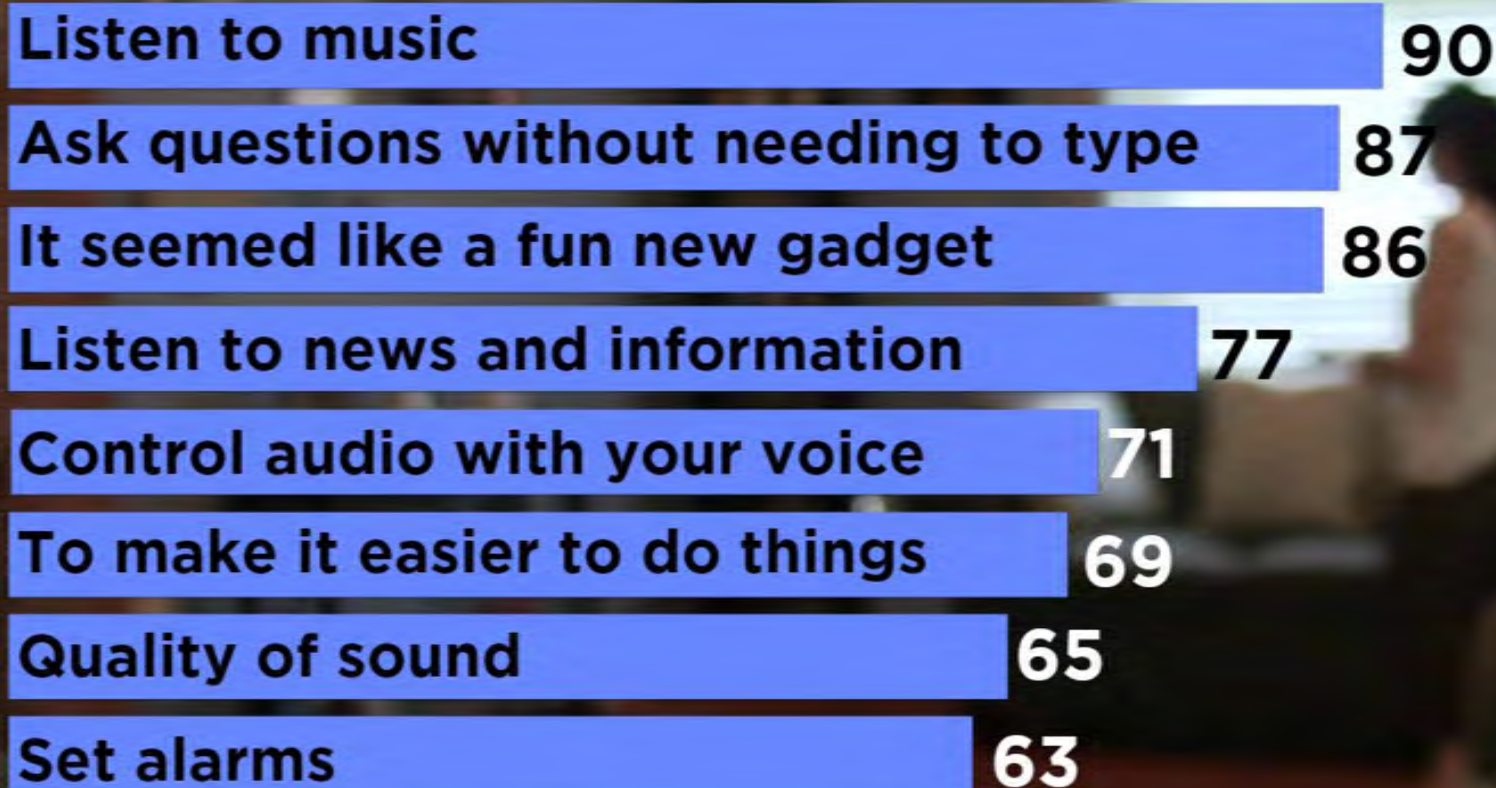 Listen to music 90
Ask questions without needing to type 87
It seemed like a fun new gadget 86
Listen to news and information 77
Control audio with your voice 71
To make it easier to do things 69
Quality of sound 65
Set alarms 63